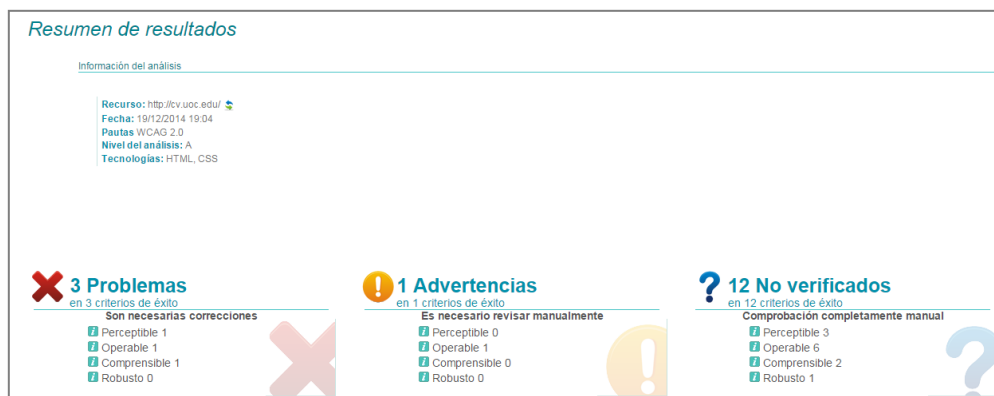 Resumen de resultados
Información del análisis
Recurso: http://cv.uoc.edu/
Fecha: 19/12/2014 19:04
Pautas WCAG 2.0
Nivel del análisis: A
Tecnologías: HTML, CSS
3 Problemas
en 3 criterios de éxito
Son necesarias correcciones
Perceptible 1
Operable 1
Comprensible 1
Robusto 0
1 Advertencias
en 1 criterios de éxito
Es necesario revisar manualmente
Perceptible 0
Operable 1
Comprensible 0
Robusto 0
12 No verificados
en 12 criterios de éxito
Comprobación completamente manual
Perceptible 3
Operable 6
Comprensible 2
Robusto 1